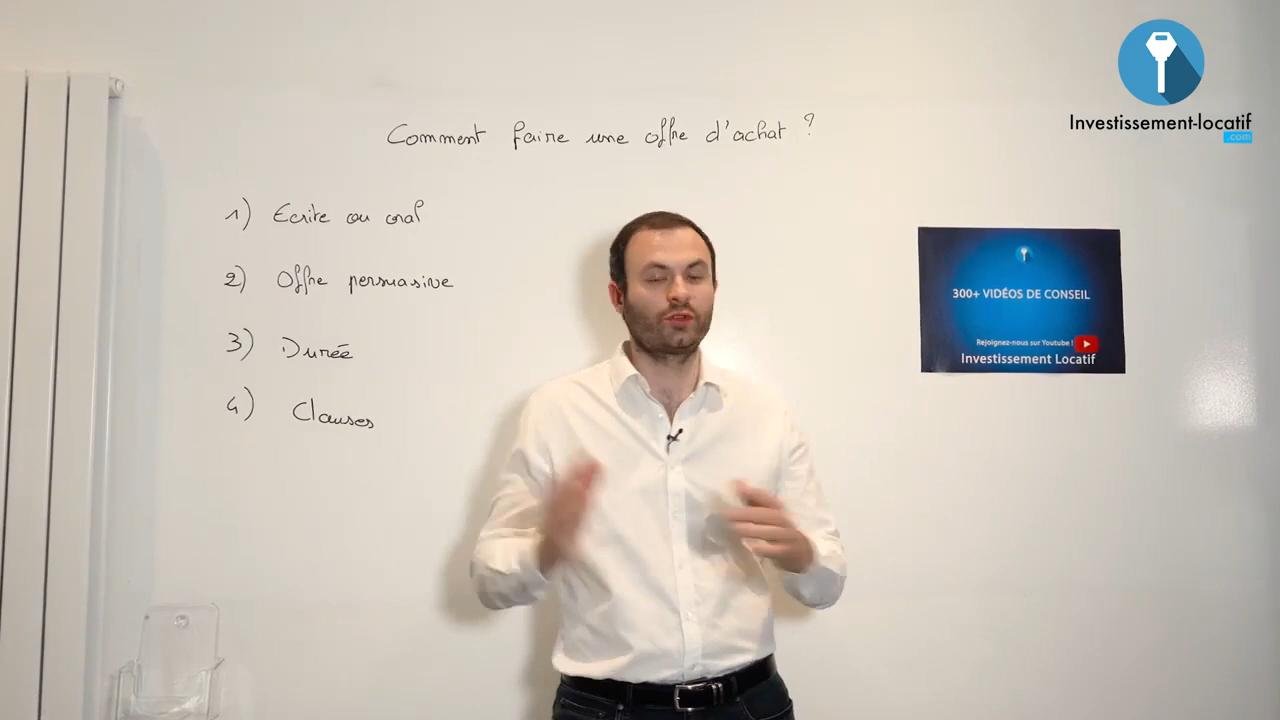 Investissement-locatif
.com
Comment faire une offre d'achat ?
1) Ecrite ou oral
2) Offre persuasive
3) Durée
4) Clauses
300+ VIDÉOS DE CONSEIL
Rejoignez-nous sur Youtube !
Investissement Locatif